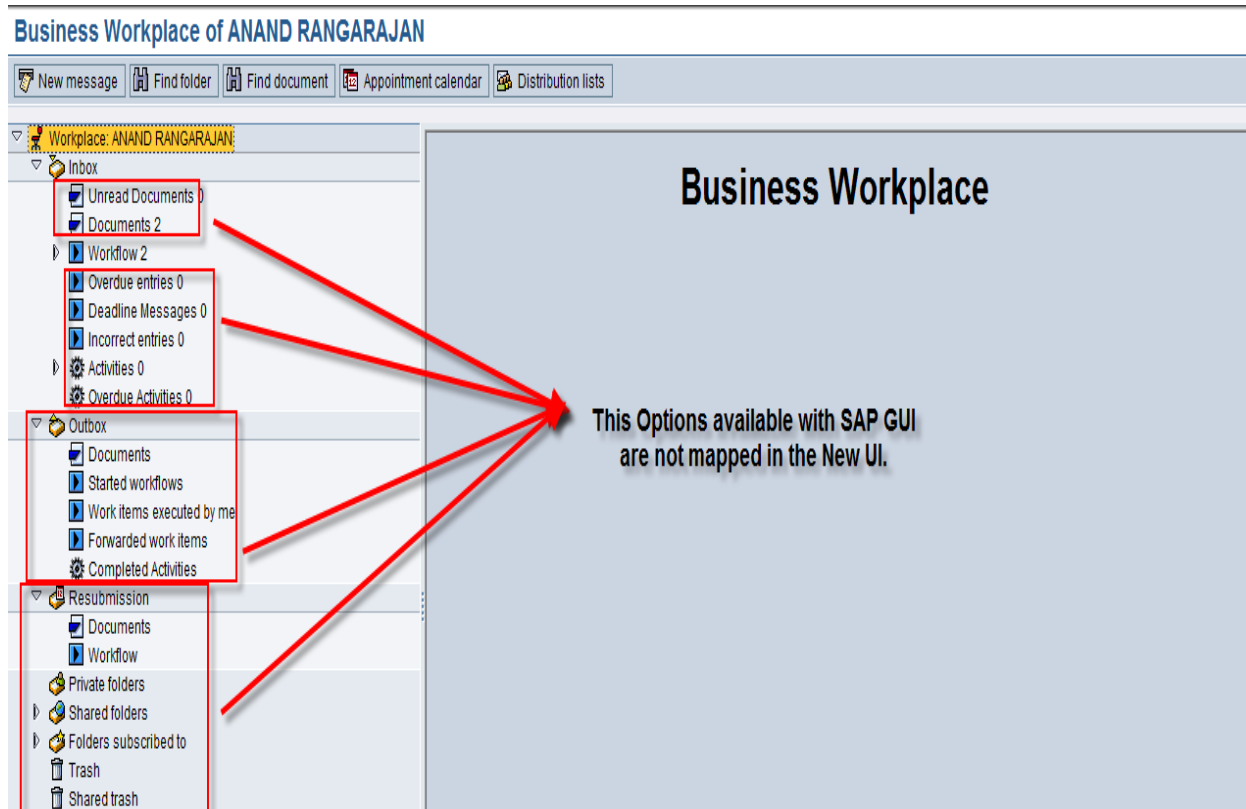 Business Workplace of ANAND RANGARAJAN
New message Find folder Find document Appointment calendar Distribution lists
Workplace: ANAND RANGARAJAN
Inbox
Unread Documents 0
Documents 2
Workflow 2
Overdue entries 0
Deadline Messages 0
Incorrect entries 0
Activities 0
Overdue Activities 0
Outbox
Documents
Started workflows
Work items executed by me
Forwarded work items
Completed Activities
Resubmission
Documents
Workflow
Private folders
Shared folders
Folders subscribed to
Trash
Shared trash
Business Workplace
This Options available with SAP GUI
are not mapped in the New UI.